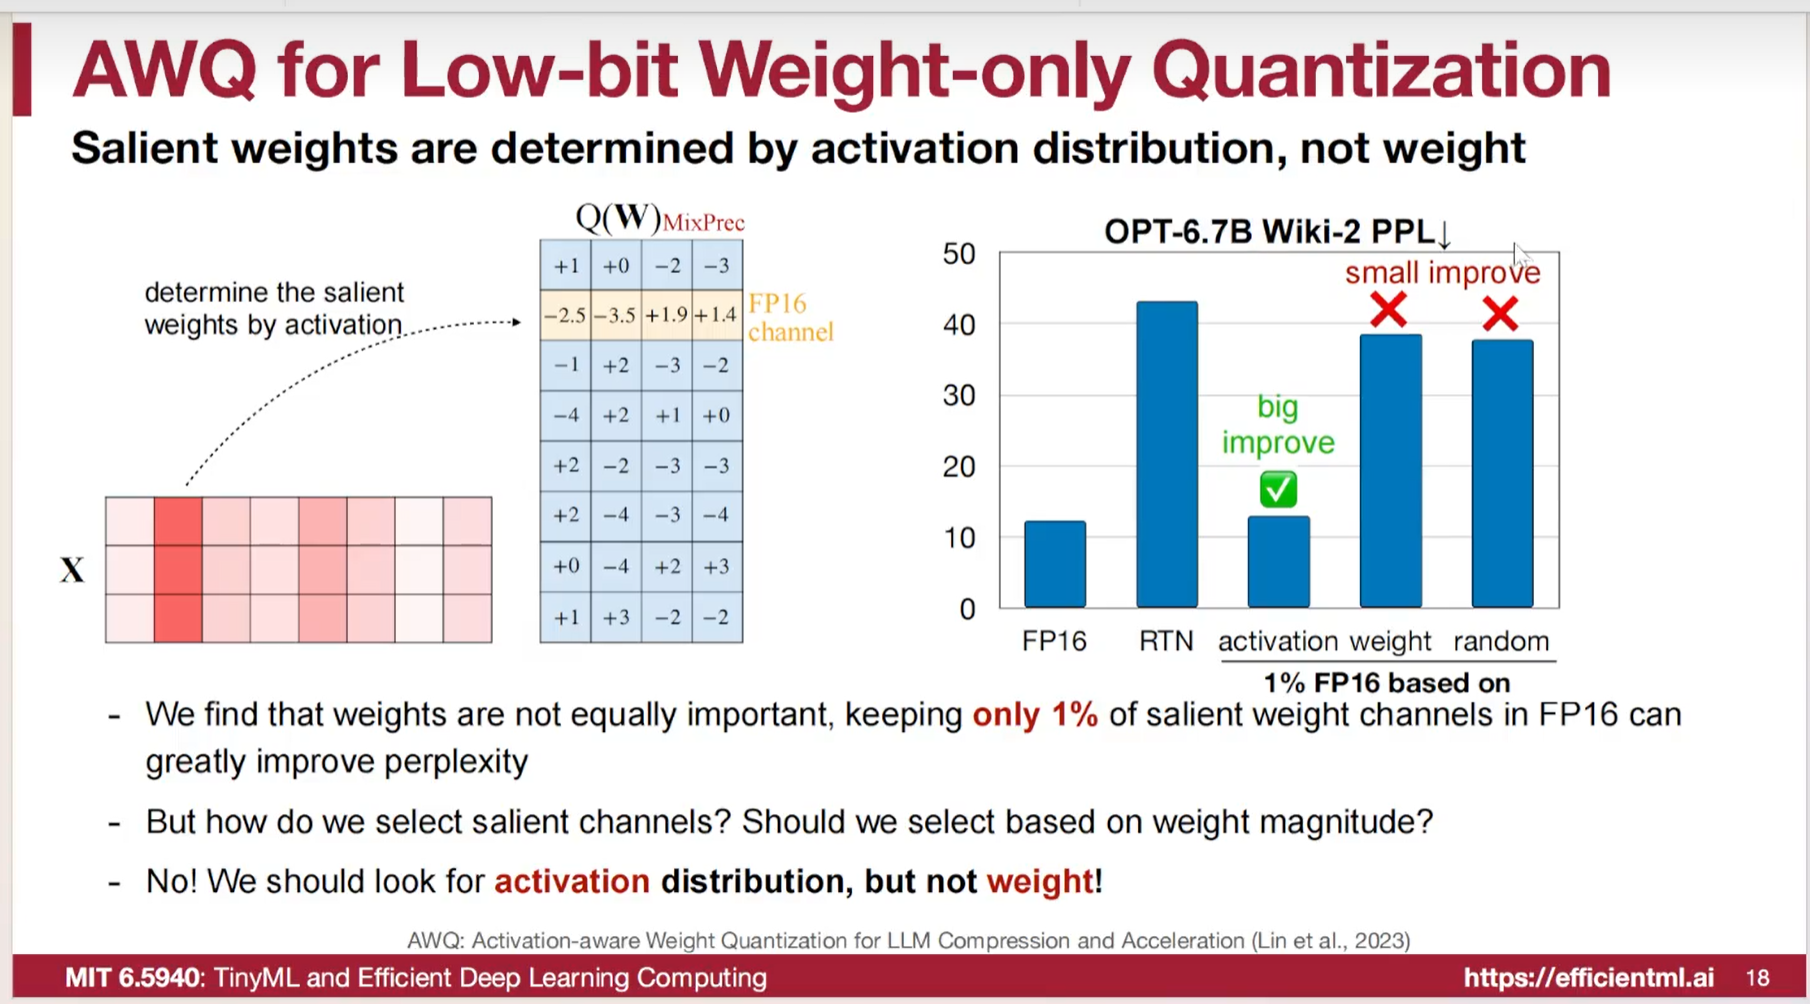 AWQ for Low-bit Weight-only Quantization
Salient weights are determined by activation distribution, not weight
determine the salient
weights by activation
X
Q(W)MixPrec
+1 +0 −2 −3
−2.5 −3.5 +1.9 +1.4
−1 +2 −3 −2
−4 +2 +1 +0
+2 −2 −3 −3
+2 −4 −3 −4
+0 −4 +2 +3
+1 +3 −2 −2
FP16
channel
OPT-6.7B Wiki-2 PPL↓
50
40
30
20
10
0
small improve
big
improve
FP16 RTN activation weight random
1% FP16 based on
- We find that weights are not equally important, keeping only 1% of salient weight channels in FP16 can
greatly improve perplexity
- But how do we select salient channels? Should we select based on weight magnitude?
- No! We should look for activation distribution, but not weight!
AWQ: Activation-aware Weight Quantization for LLM Compression and Acceleration (Lin et al., 2023)
MIT 6.5940: TinyML and Efficient Deep Learning Computing
https://efficientml.ai 18